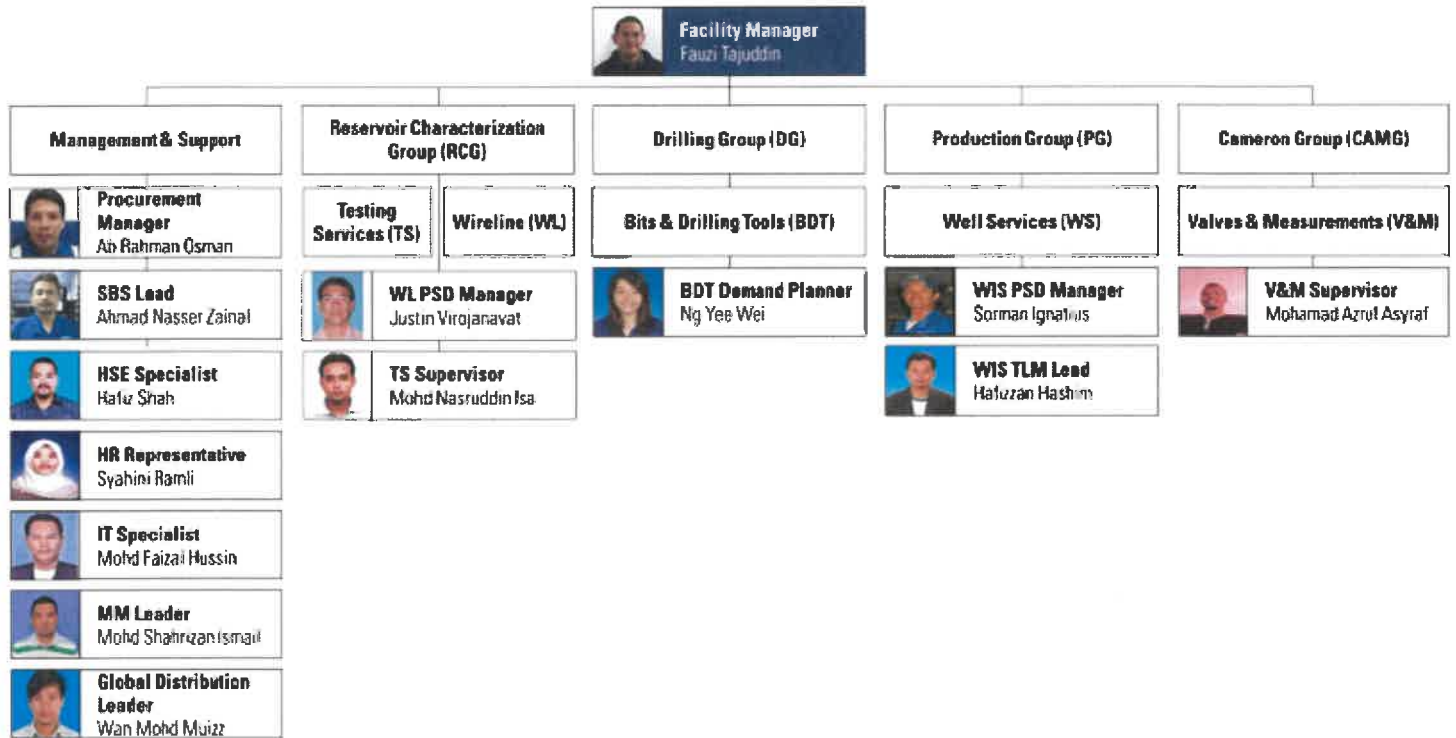 Facility Manager
Fauzi Tajuddin
Management & Support
Reservoir Characterization
Group (RCG)
Drilling Group (DG)
Production Group (PG)
Cameron Group (CAMG)
Procurement
Manager
Ab Rahman Osman
Testing
Services (TS)
Wireline (WL)
Bits & Drilling Tools (BDT)
Well Services (WS)
Valves & Measurements (V&M)
SBS Lead
Ahmad Nasser Zainal
WL PSD Manager
Justin Virojanavat
BDT Demand Planner
Ng Yee Wei
WIS PSD Manager
Sorman Ignatius
V&M Supervisor
Mohamad Azrul Asyraf
HSE Specialist
Hafiz Shah
TS Supervisor
Mohd Nasruddin Isa
WIS TLM Lead
Hafizzan Hashim
HR Representative
Syahini Ramli
IT Specialist
Mohd Faizal Hussin
MM Leader
Mohd Shahrizan Ismail
Global Distribution
Leader
Wan Mohd Muizz